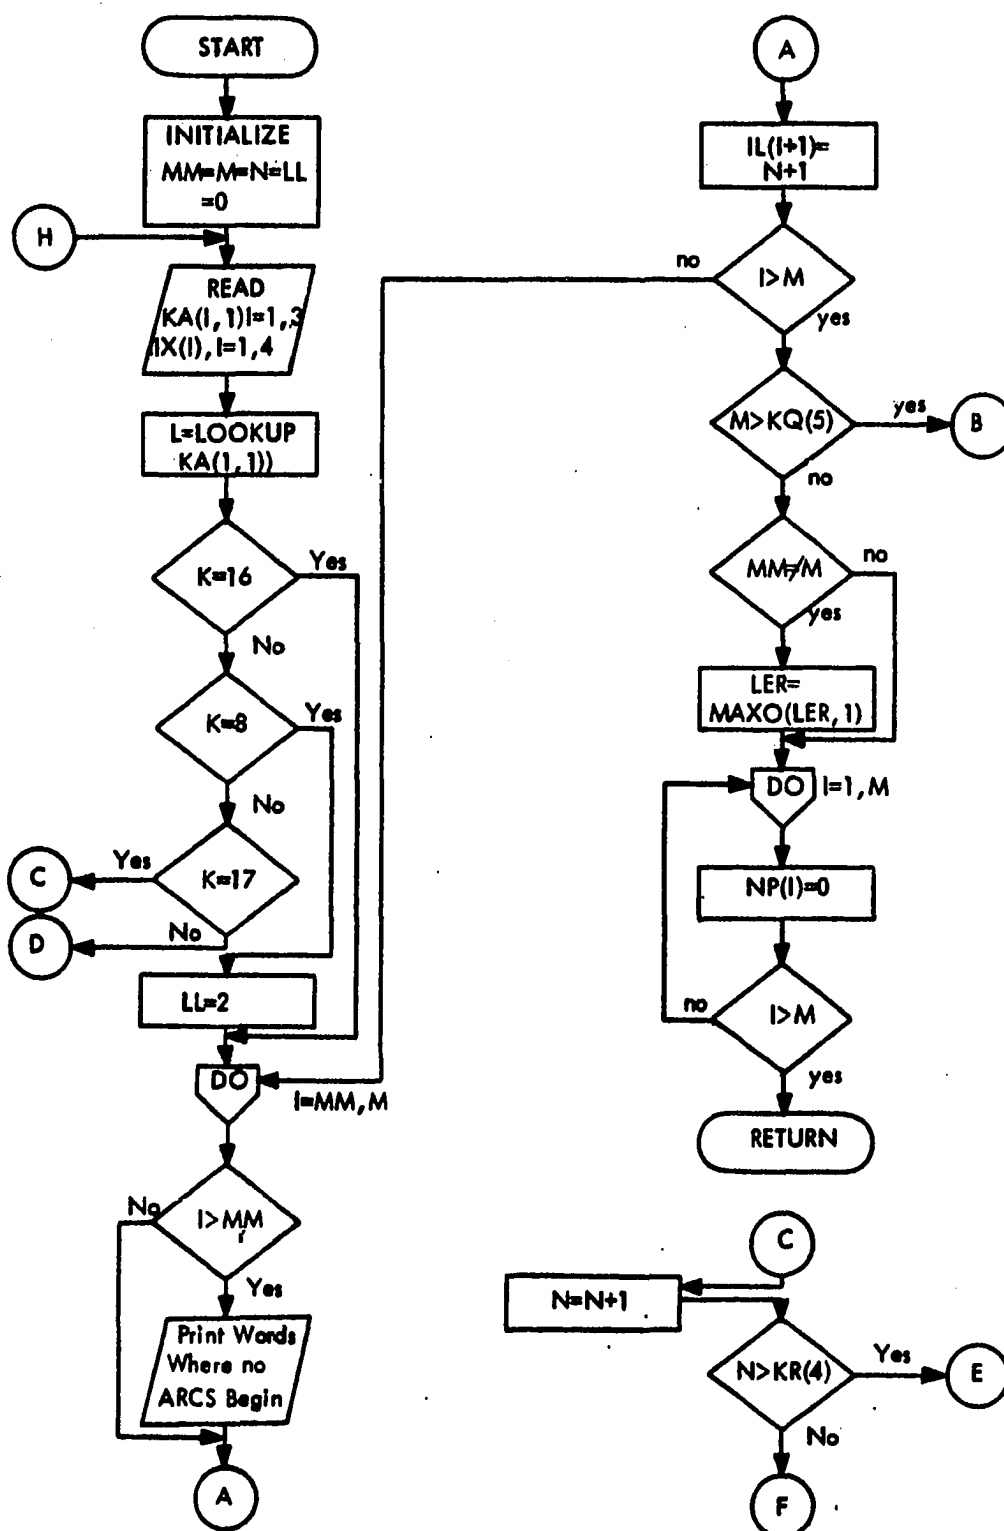 START
INITIALIZE
MM=M=N=LL
=0
H
READ
KA(I,1)I=1,3
IX(I),I=1,4
L=LOOKUP
KA(1,1))
K=16
Yes
No
K=8
Yes
No
K=17
Yes
C
No
D
LL=2
DO
I=MM,M
I>MM
No
Yes
Print Words
Where no
ARCS Begin
A
A
IL(I+1)=
N+1
I>M
no
yes
M>KQ(5)
yes
B
no
MM≠M
no
yes
LER=
MAXO(LER,1)
DO I=1,M
NP(I)=0
I>M
no
yes
RETURN
C
N=N+1
N>KR(4)
Yes
E
No
F